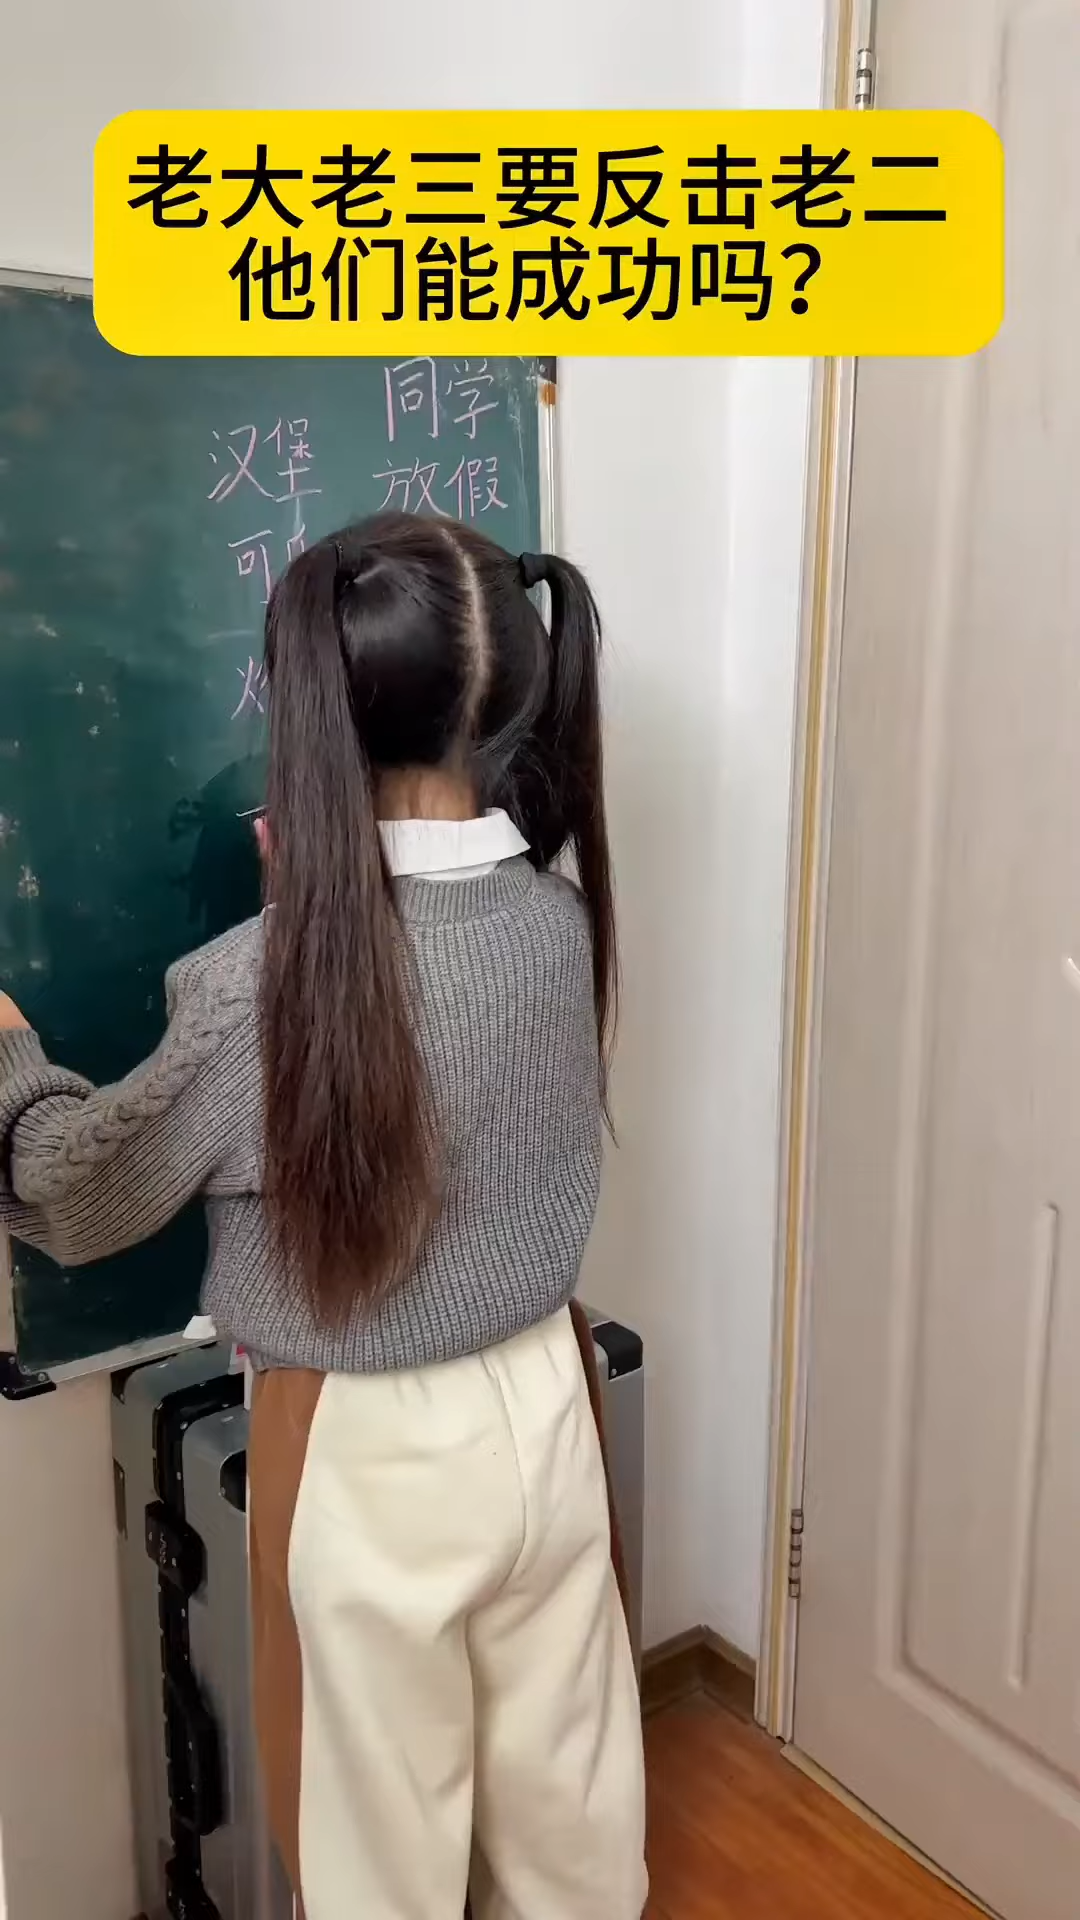 老大老三要反击老二
他们能成功吗？
同学
放假
汉堡
可